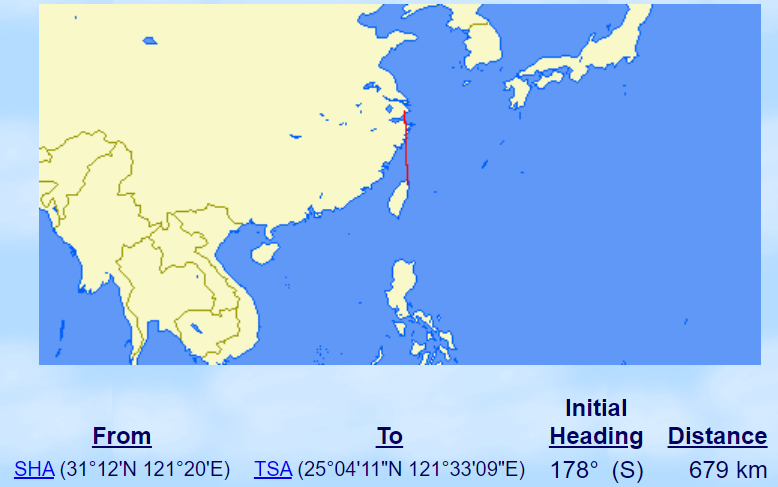 Initial
From To Heading Distance
SHA (31°12'N 121°20'E) TSA (25°04'11"N 121°33'09"E) 178° (S) 679 km